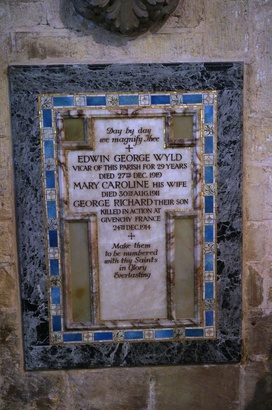 Day by day
we magnify Thee
EDWIN GEORGE WYLD
VICAR OF THIS PARISH FOR 29 YEARS
DIED 27TH DEC. 1919
MARY CAROLINE HIS WIFE
DIED 30TH AUG. 1911
GEORGE RICHARD THEIR SON
KILLED IN ACTION AT
GIVENCHY FRANCE
24TH DEC. 1914
Make them
to be numbered
with thy Saints
in Glory
Everlasting